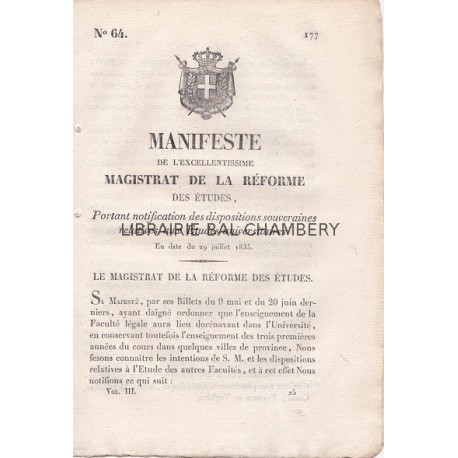 Nº 64.
177
MANIFESTE
DE L'EXCELLENTISSIME
MAGISTRAT DE LA RÉFORME
DES ÉTUDES,
Portant notification des dispositions souveraines
LIBRAIRIE BAL CHAMBERY
En date du 29 juillet 1835.
LE MAGISTRAT DE LA RÉFORME DES ÉTUDES.
SA MAJESTÉ, par ses Billets du 9 mai et du 20 juin der-
niers, ayant daigné ordonner que l'enseignement de la
Faculté légale aura lieu dorénavant dans l'Université,
en conservant toutefois l'enseignement des trois premières
années du cours dans quelques villes de province, Nous
fesons connaître les intentions de S. M. et les dispositions
relatives à l'Etude des autres Facultés, et à cet effet Nous
notifions ce qui suit :
VOL. III.